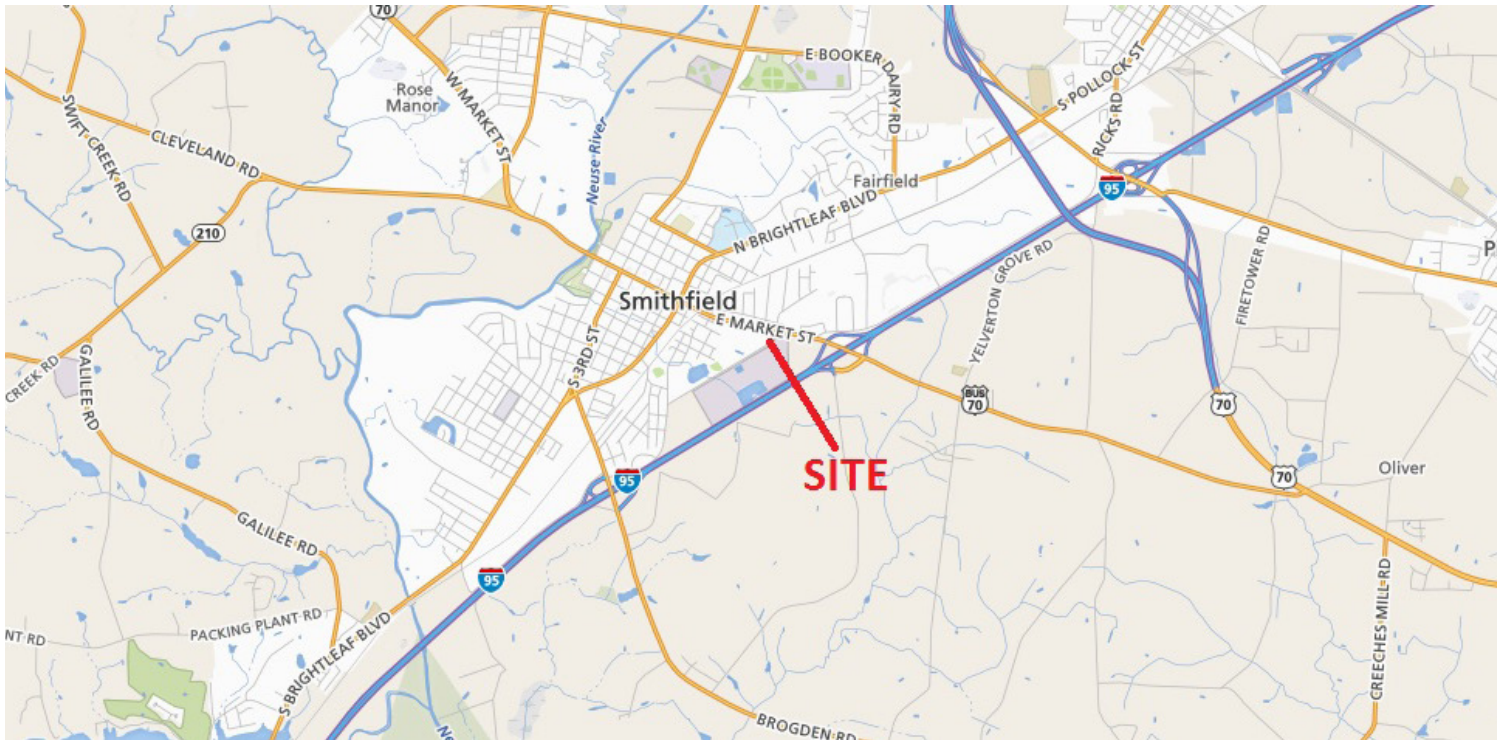 70
E BOOKER DAIRY RD
S POLLOCK ST
Rose
Manor
W MARKET ST
SWIFT CREEK RD
CLEVELAND RD
Neuse River
RICKS RD
Fairfield
95
210
N BRIGHTLEAF BLVD
YELVERTON GROVE RD
FIRETOWER RD
P
Smithfield
E MARKET ST
S 3RD ST
GALILEE RD
CREEK RD
BUS
70
70
SITE
95
70
Oliver
GALILEE RD
95
PACKING PLANT RD
NT RD
S BRIGHTLEAF BLVD
CREECHES MILL RD
BROGDEN RD
Ne